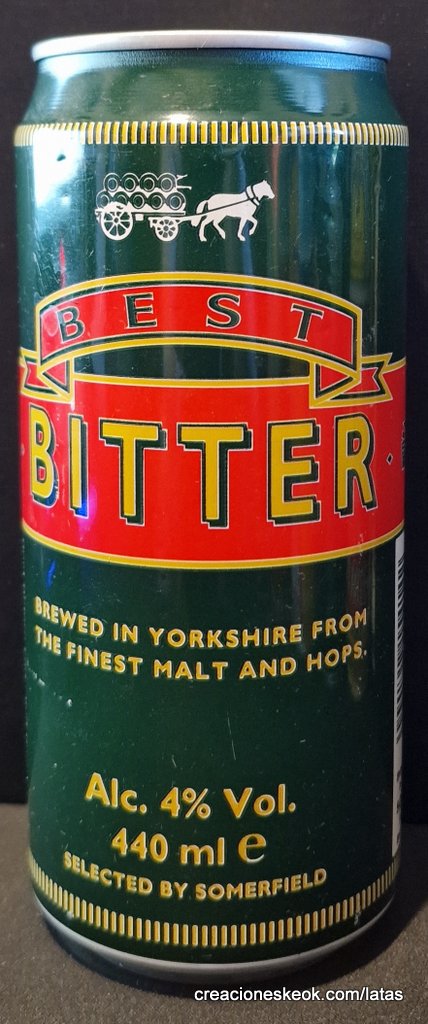 BEST
BITTER
BREWED IN YORKSHIRE FROM
THE FINEST MALT AND HOPS.
Alc. 4% Vol.
440 ml e
SELECTED BY SOMERFIELD
creacioneskeok.com/latas